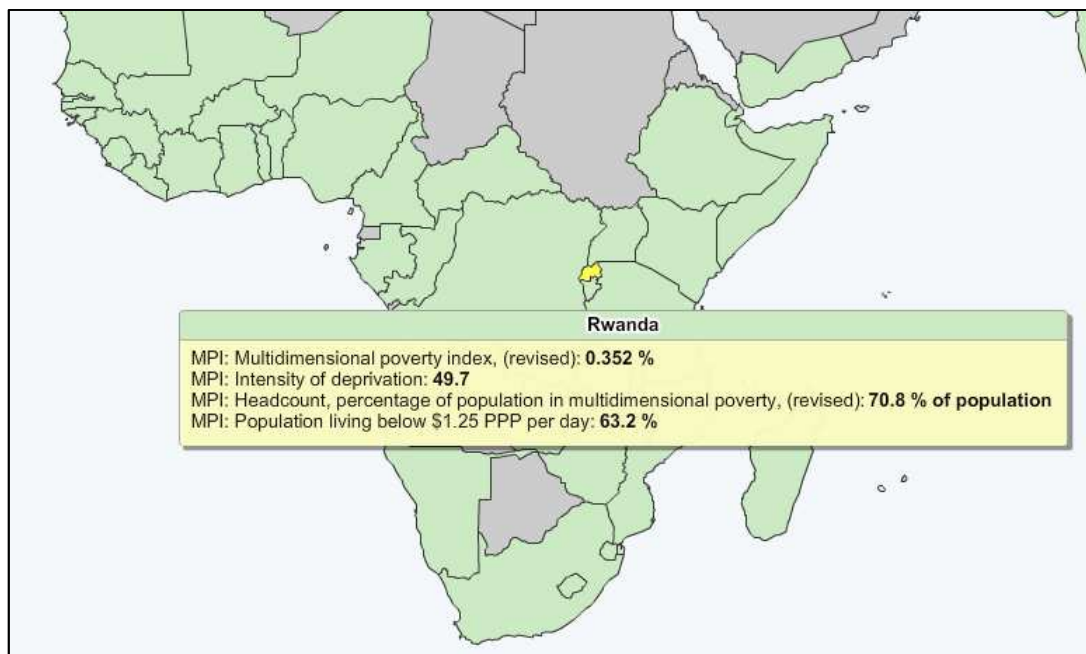 Rwanda
MPI: Multidimensional poverty index, (revised): 0.352 %
MPI: Intensity of deprivation: 49.7
MPI: Headcount, percentage of population in multidimensional poverty, (revised): 70.8 % of population
MPI: Population living below $1.25 PPP per day: 63.2 %